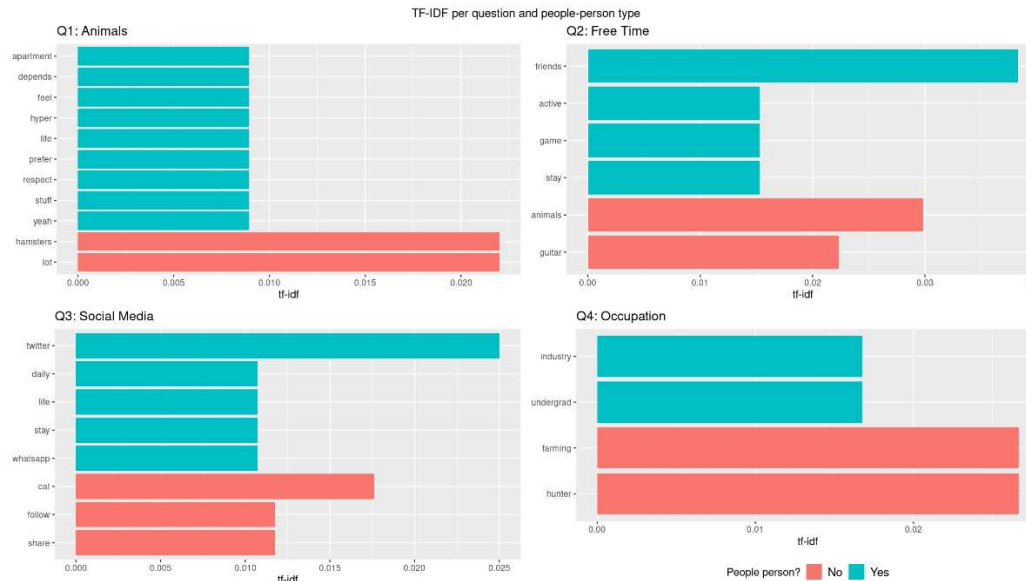 TF-IDF per question and people-person type
Q1: Animals
apartment
depends
feel
hyper
life
prefer
respect
stuff
yeah
hamsters
lot
0.000 0.005 0.010 0.015 0.020
tf-idf
Q2: Free Time
friends
active
game
stay
animals
guitar
0.00 0.01 0.02 0.03
tf-idf
Q3: Social Media
twitter
daily
life
stay
whatsapp
cat
follow
share
0.000 0.005 0.010 0.015 0.020 0.025
tf-idf
Q4: Occupation
industry
undergrad
farming
hunter
0.00 0.01 0.02
tf-idf
People person? No Yes